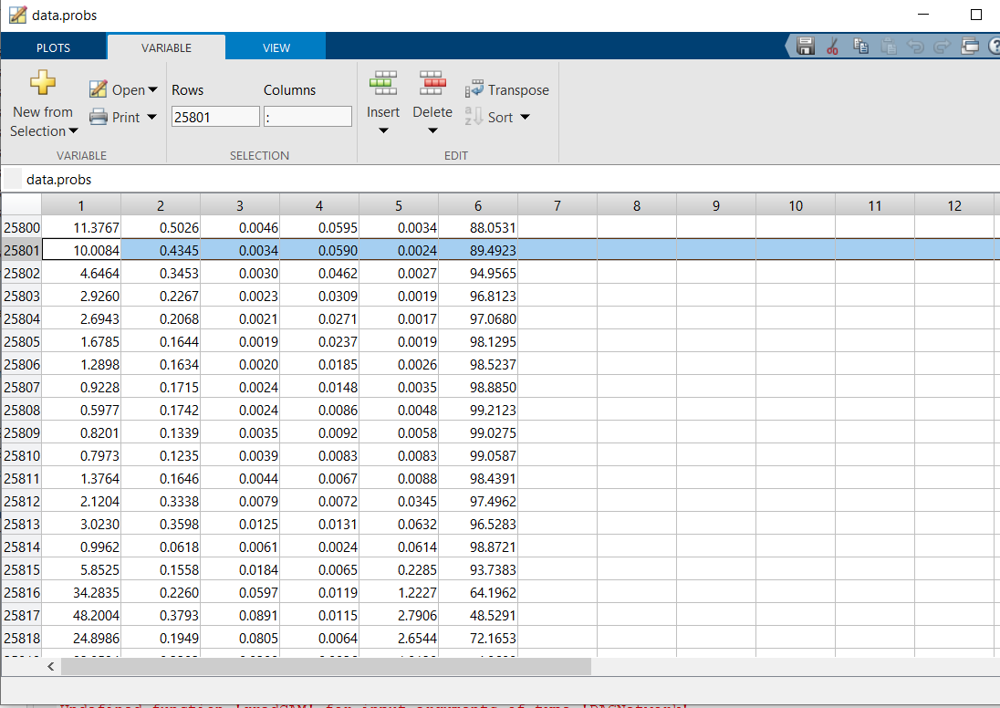 data.probs
PLOTS VARIABLE VIEW
New from Selection
Open
Print
VARIABLE
Rows Columns
25801 :
SELECTION
Insert
Delete
Transpose
Sort
EDIT
data.probs
1 2 3 4 5 6 7 8 9 10 11 12
25800 11.3767 0.5026 0.0046 0.0595 0.0034 88.0531
25801 10.0084 0.4345 0.0034 0.0590 0.0024 89.4923
25802 4.6464 0.3453 0.0030 0.0462 0.0027 94.9565
25803 2.9260 0.2267 0.0023 0.0309 0.0019 96.8123
25804 2.6943 0.2068 0.0021 0.0271 0.0017 97.0680
25805 1.6785 0.1644 0.0019 0.0237 0.0019 98.1295
25806 1.2898 0.1634 0.0020 0.0185 0.0026 98.5237
25807 0.9228 0.1715 0.0024 0.0148 0.0035 98.8850
25808 0.5977 0.1742 0.0024 0.0086 0.0048 99.2123
25809 0.8201 0.1339 0.0035 0.0092 0.0058 99.0275
25810 0.7973 0.1235 0.0039 0.0083 0.0083 99.0587
25811 1.3764 0.1646 0.0044 0.0067 0.0088 98.4391
25812 2.1204 0.3338 0.0079 0.0072 0.0345 97.4962
25813 3.0230 0.3598 0.0125 0.0131 0.0632 96.5283
25814 0.9962 0.0618 0.0061 0.0024 0.0614 98.8721
25815 5.8525 0.1558 0.0184 0.0065 0.2285 93.7383
25816 34.2835 0.2260 0.0597 0.0119 1.2227 64.1962
25817 48.2004 0.3793 0.0891 0.0115 2.7906 48.5291
25818 24.8986 0.1949 0.0805 0.0064 2.6544 72.1653